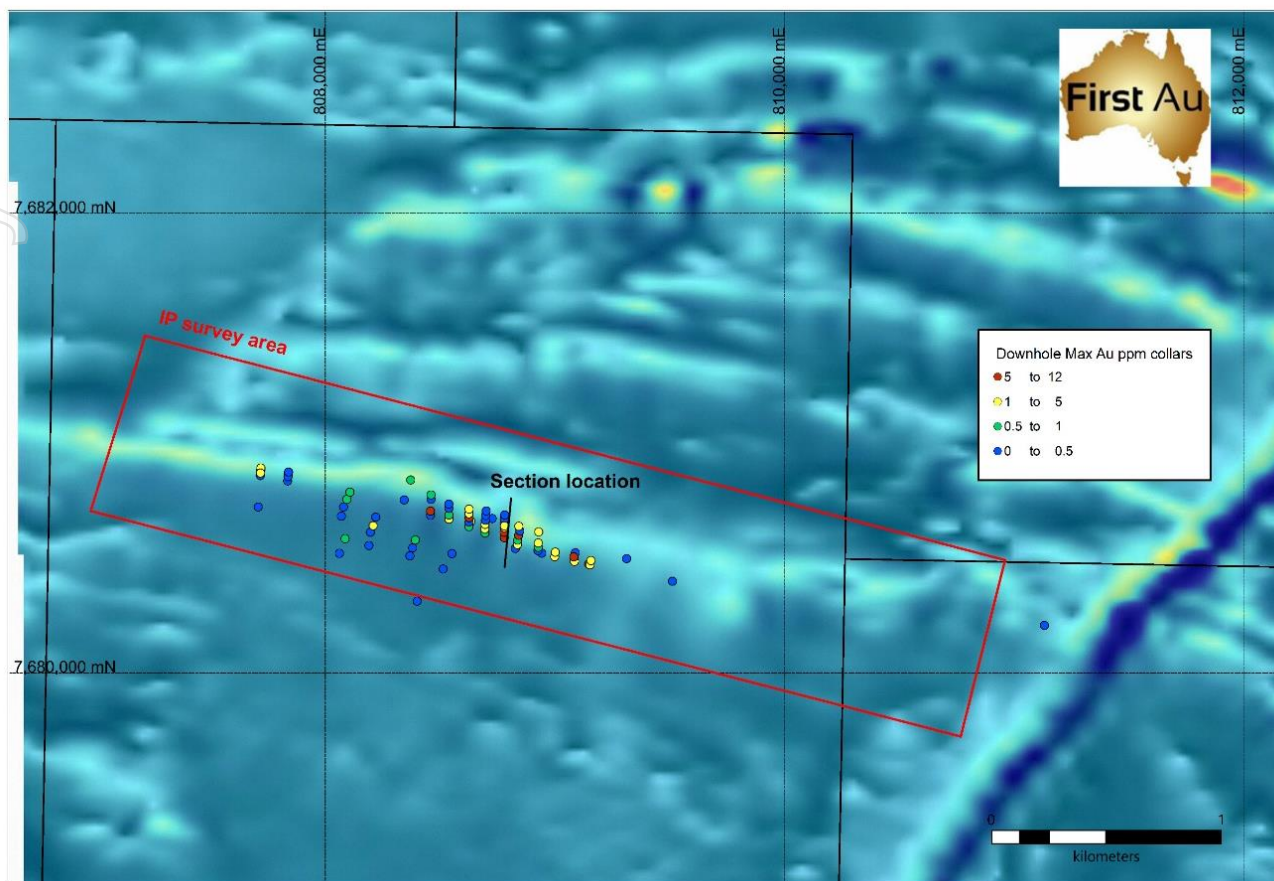 808,000 mE
810,000 mE
812,000 mE
First Au
7,682,000 mN
IP survey area
Downhole Max Au ppm collars
5 to 12
1 to 5
0.5 to 1
0 to 0.5
Section location
7,680,000 mN
0 1
kilometers